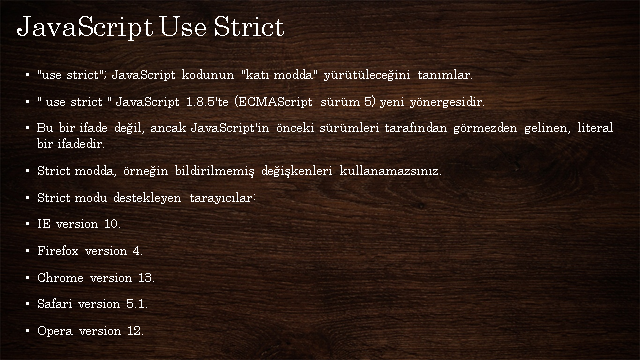 JavaScript Use Strict
• "use strict"; JavaScript kodunun "katı modda" yürütüleceğini tanımlar.
• " use strict " JavaScript 1.8.5'te (ECMAScript sürüm 5) yeni yönergesidir.
• Bu bir ifade değil, ancak JavaScript'in önceki sürümleri tarafından görmezden gelinen, literal
bir ifadedir.
• Strict modda, örneğin bildirilmemiş değişkenleri kullanamazsınız.
• Strict modu destekleyen tarayıcılar:
• IE version 10.
• Firefox version 4.
• Chrome version 13.
• Safari version 5.1.
• Opera version 12.